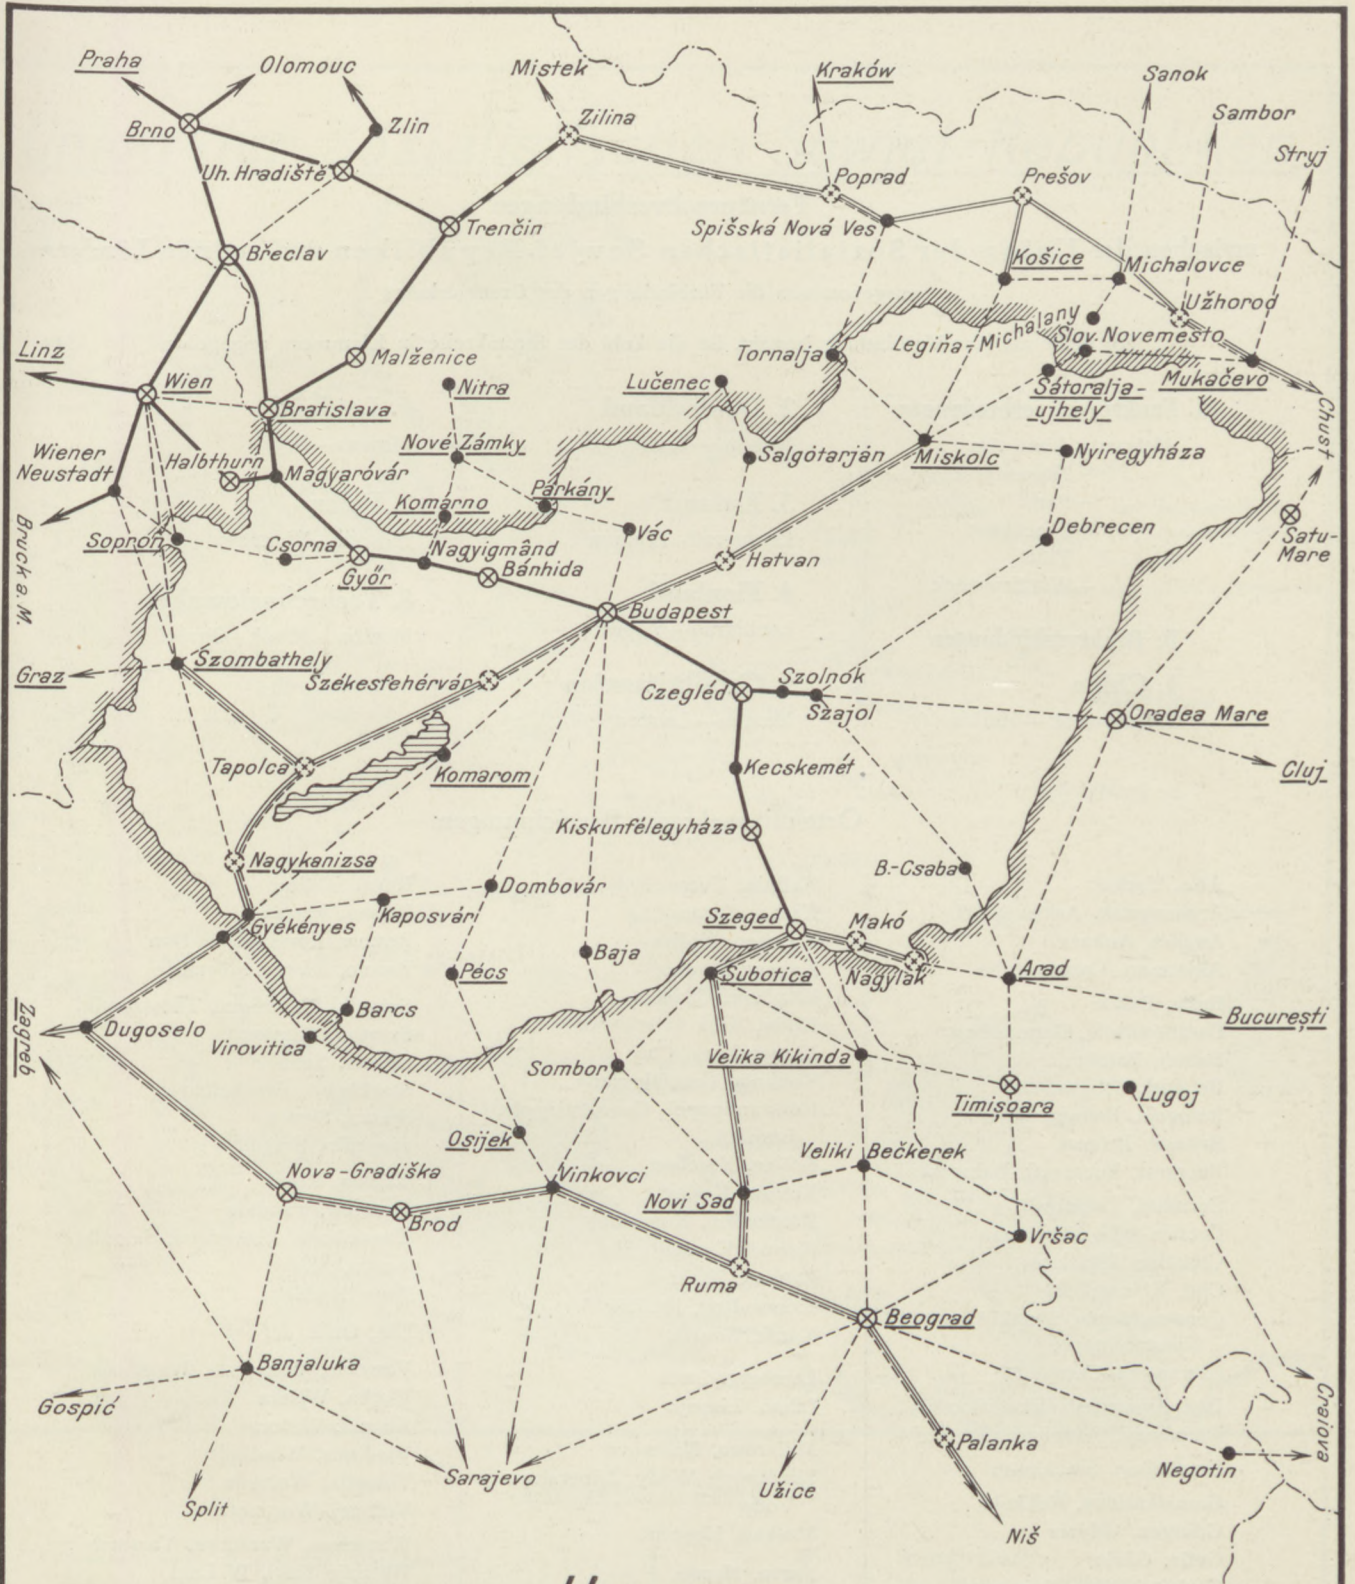 Praha
Olomouc
Mistek
Kraków
Sanok
Sambor
Stryj
Brno
Zlin
Zilina
Uh. Hradiště
Poprad
Prešov
Trenčin
Spišská Nová Ves
Břeclav
Košice
Michalovce
Užhorod
Legiňa-Michalany
Slov. Novemesto
Linz
Malženice
Tornalja
Wien
Nitra
Lučenec
Mukačevo
Sátoralja-
ujhely
Bratislava
Chust
Wiener
Neustadt
Halbthurn
Magyaróvár
Nové Zámky
Salgótarján
Miskolc
Nyiregyháza
Komárno
Párkány
Bruck a. M.
Sopron
Csorna
Győr
Nagyigmánd
Bánhida
Vác
Hatvan
Debrecen
Satu-
Mare
Budapest
Graz
Szombathely
Székesfehérvár
Czegléd
Szolnók
Szajol
Oradea Mare
Tapolca
Komarom
Kecskemét
Cluj
Kiskunfélegyháza
Nagykanizsa
B.-Csaba
Dombovár
Kaposvár
Gyékényes
Szeged
Makó
Baja
Nagylak
Arad
Pécs
Subotica
Zagreb
Dugoselo
Barcs
București
Virovitica
Sombor
Velika Kikinda
Timișoara
Lugoj
Osijek
Veliki Bečkerek
Nova-Gradiška
Vinkovci
Novi Sad
Brod
Vršac
Ruma
Beograd
Banjaluka
Gospić
Craiova
Palanka
Negotin
Sarajevo
Užice
Split
Niš